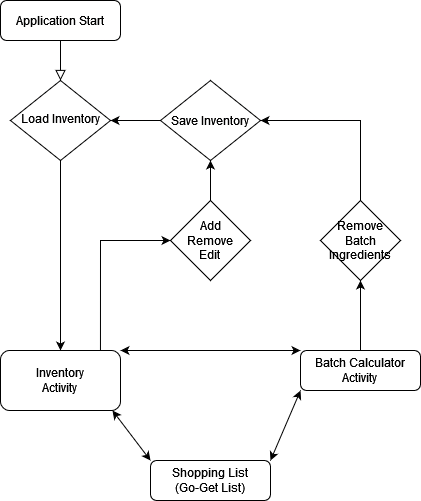 Application Start
Load Inventory
Save Inventory
Add
Remove
Edit
Remove
Batch
Ingredients
Inventory
Activity
Batch Calculator
Activity
Shopping List
(Go-Get List)